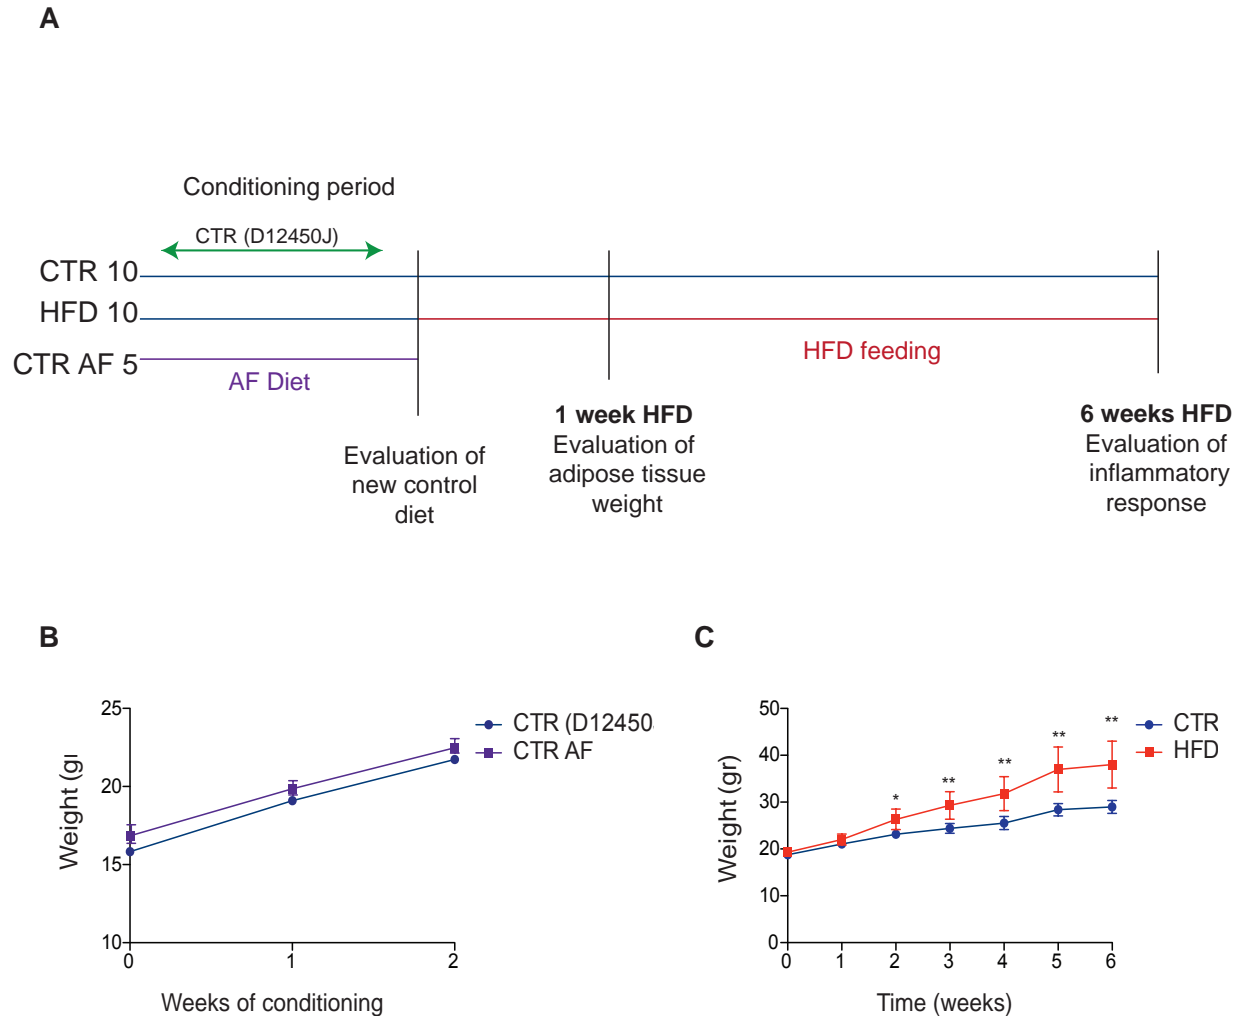 A
Conditioning period
CTR (D12450J)
CTR 10
HFD 10
CTR AF 5
AF Diet
HFD feeding
Evaluation of
new control
diet
1 week HFD
Evaluation of
adipose tissue
weight
6 weeks HFD
Evaluation of
inflammatory
response
B
25
20
15
10
0
1
2
Weight (gr
Weeks of conditioning
CTR (D12450
CTR AF
C
50
40
30
20
10
0
0
1
2
3
4
5
6
*
**
**
**
**
Weight (gr)
Time (weeks)
CTR
HFD